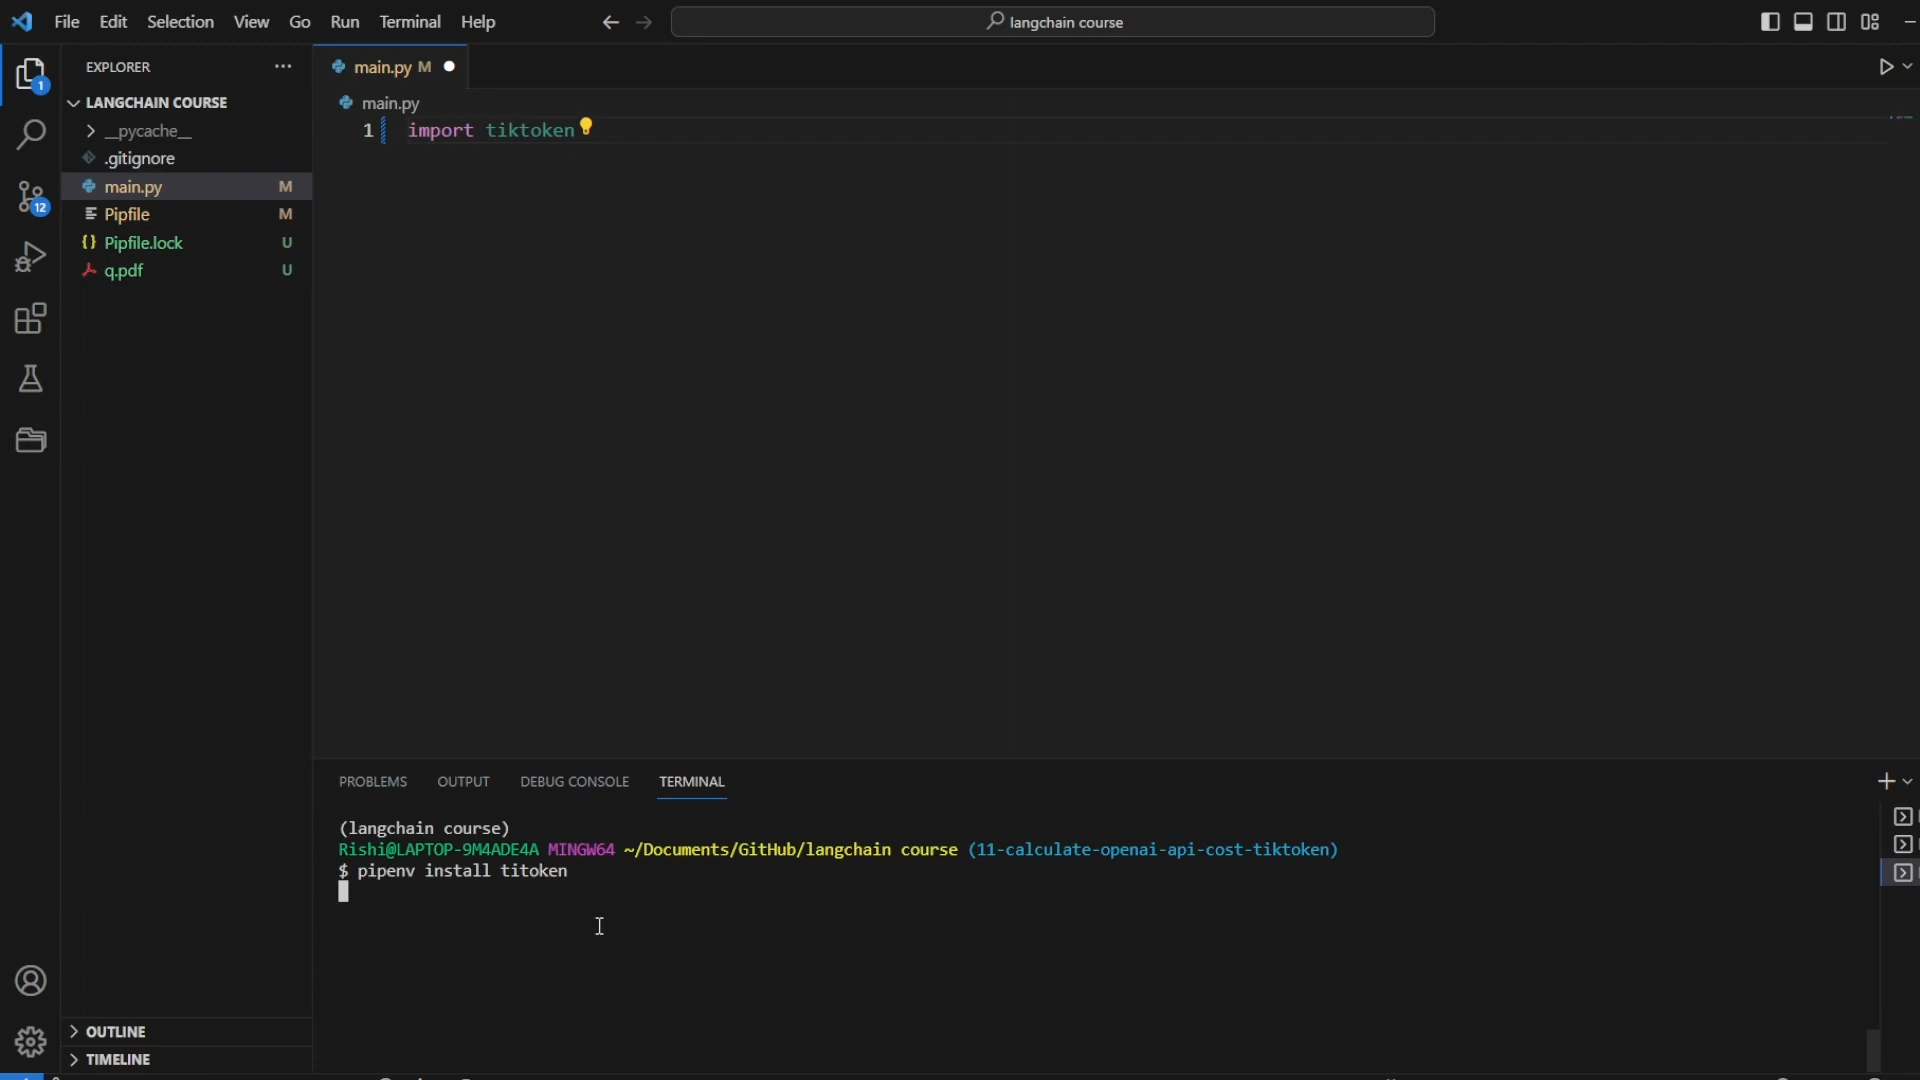 File Edit Selection View Go Run Terminal Help
langchain course
EXPLORER
1
LANGCHAIN COURSE
__pycache__
.gitignore
main.py M
Pipfile M
Pipfile.lock U
q.pdf U
12
OUTLINE
TIMELINE
main.py M
main.py
1 import tiktoken
PROBLEMS OUTPUT DEBUG CONSOLE TERMINAL
(langchain course)
Rishi@LAPTOP-9M4ADE4A MINGW64 ~/Documents/GitHub/langchain course (11-calculate-openai-api-cost-tiktoken)
$ pipenv install titoken